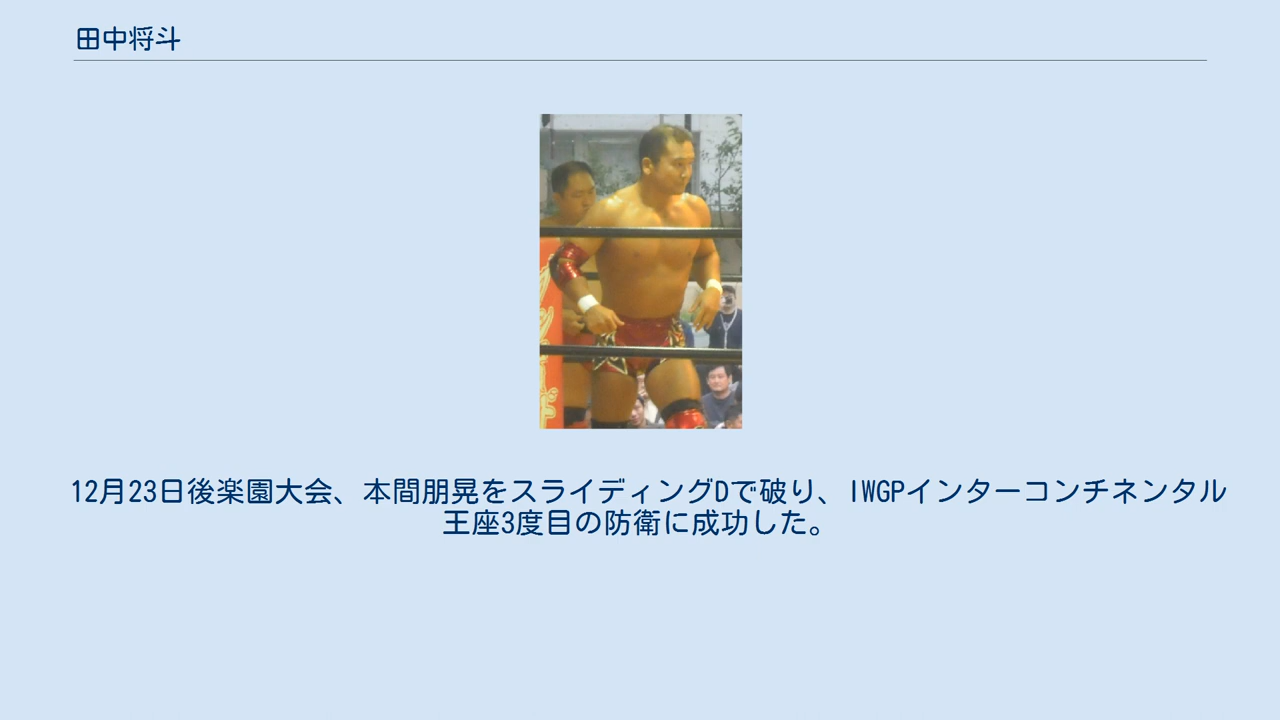 田中将斗
12月23日後楽園大会、本間朋晃をスライディングDで破り、IWGPインターコンチネンタル
王座3度目の防衛に成功した。